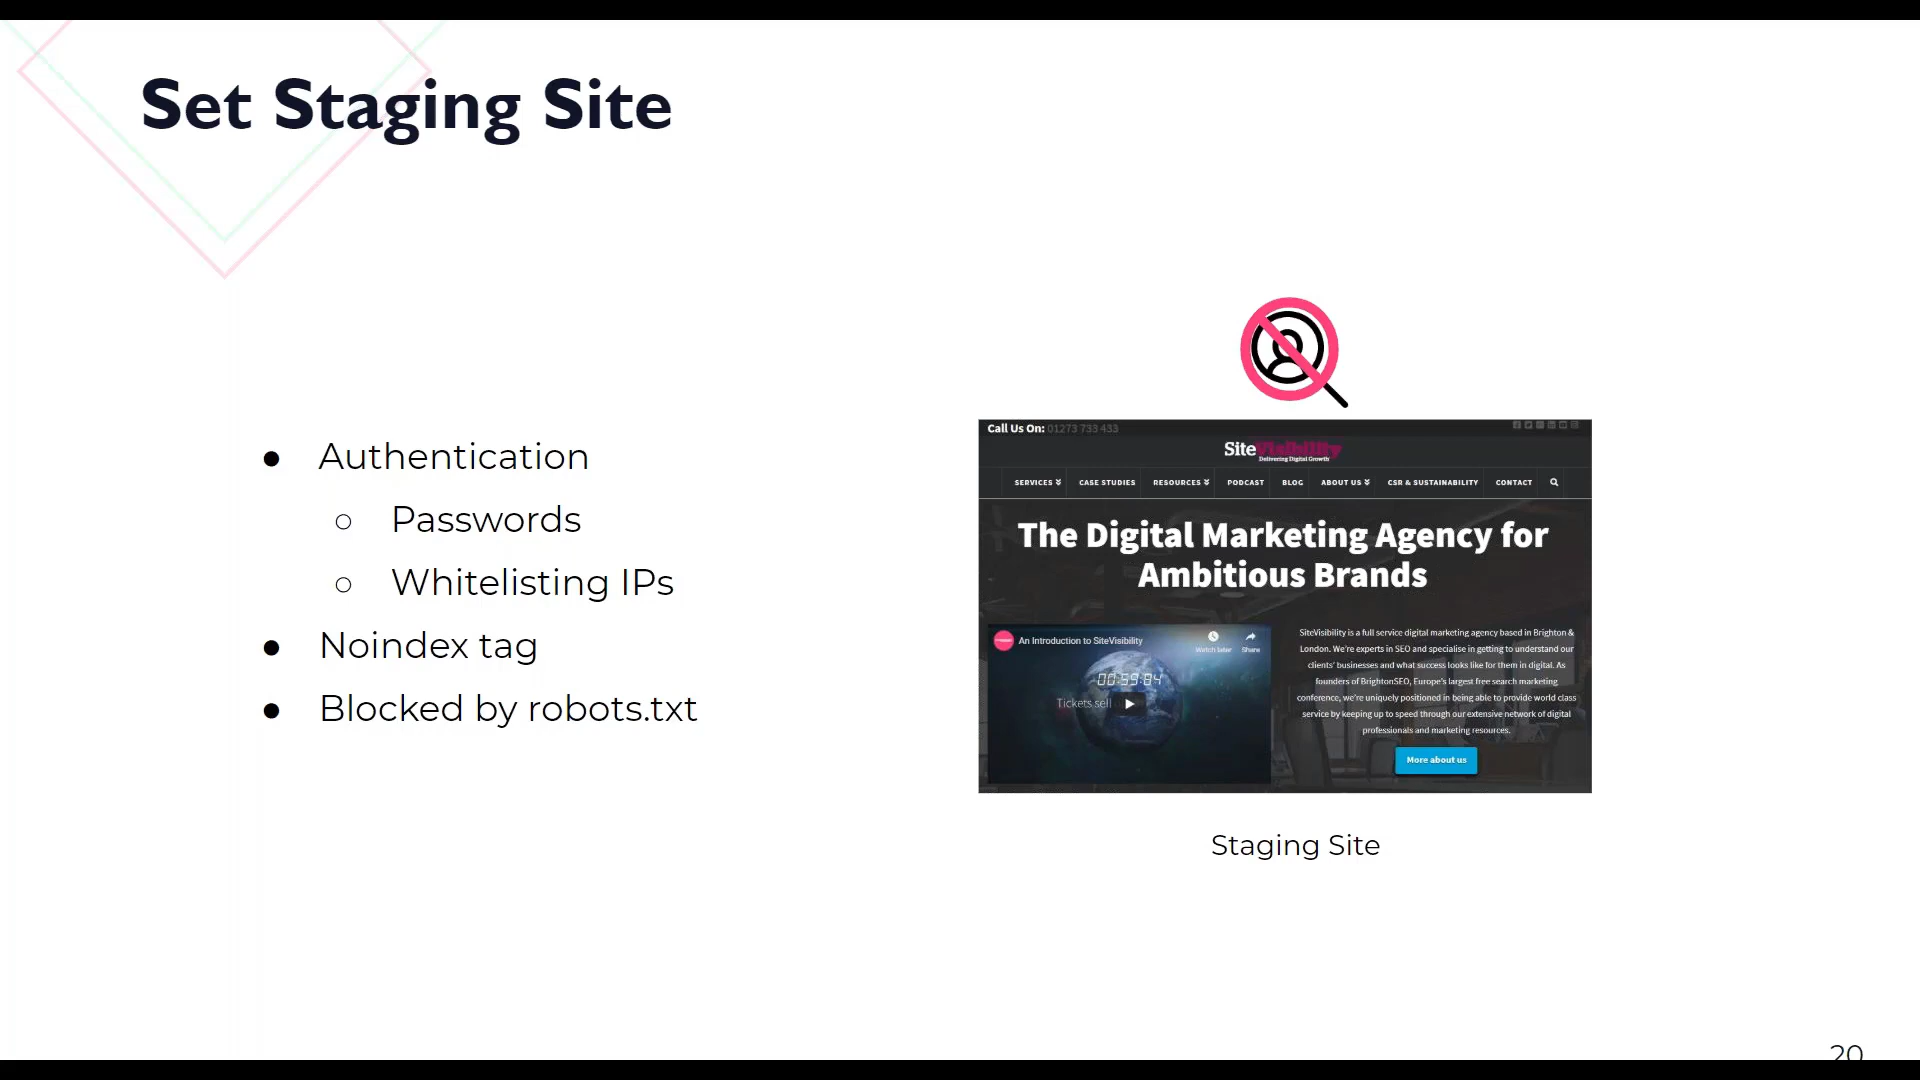 Set Staging Site
● Authentication
○ Passwords
○ Whitelisting IPs
● Noindex tag
● Blocked by robots.txt
Call Us On: 01273 733 433
SiteVisibility
Delivering Digital Growth
SERVICES CASE STUDIES RESOURCES PODCAST BLOG ABOUT US CSR & SUSTAINABILITY CONTACT
The Digital Marketing Agency for
Ambitious Brands
An Introduction to SiteVisibility
Watch later Share
00:59:84
Tickets sell
SiteVisibility is a full service digital marketing agency based in Brighton &
London. We're experts in SEO and specialise in getting to understand our
clients' businesses and what success looks like for them in digital. As
founders of BrightonSEO, Europe's largest free search marketing
conference, we're uniquely positioned in being able to provide world class
service by keeping up to speed through our extensive network of digital
professionals and marketing resources.
More about us
Staging Site
20